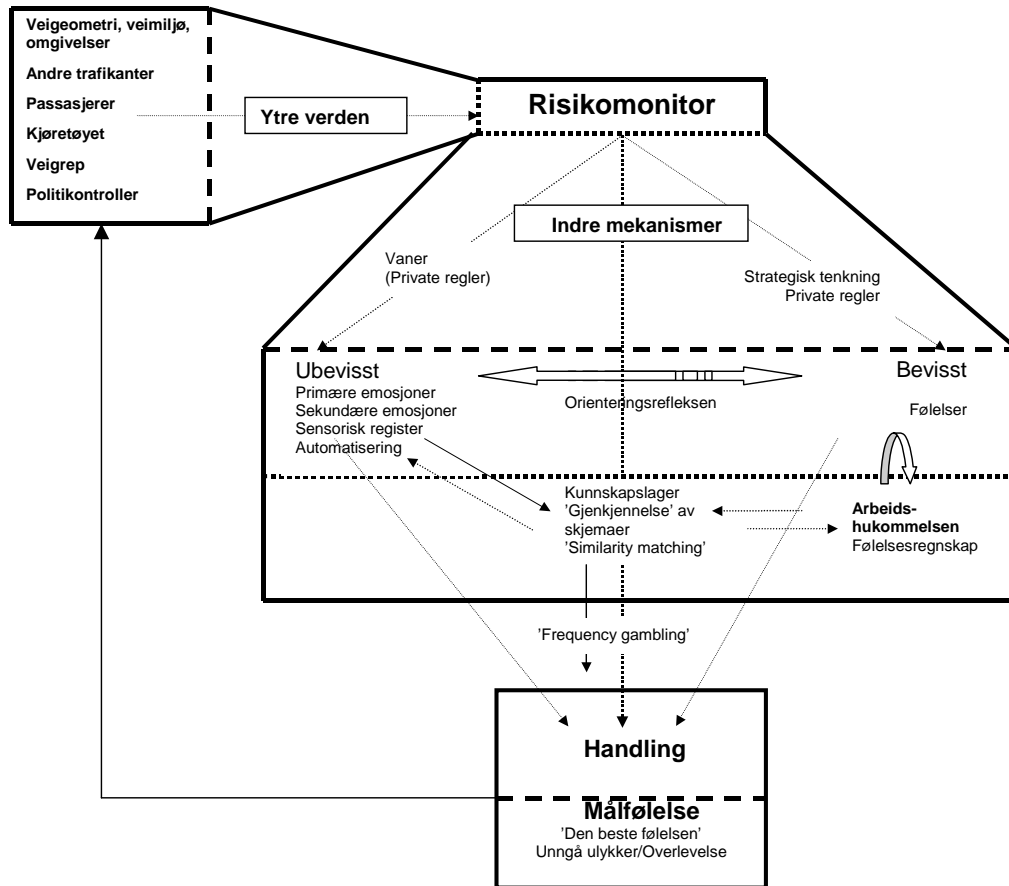 Veigeometri, veimiljø,
omgivelser
Andre trafikanter
Passasjerer
Kjøretøyet
Veigrep
Politikontroller
Ytre verden
Risikomonitor
Indre mekanismer
Vaner
(Private regler)
Strategisk tenkning
Private regler
Ubevisst
Primære emosjoner
Sekundære emosjoner
Sensorisk register
Automatisering
Orienteringsrefleksen
Bevisst
Følelser
Kunnskapslager
'Gjenkjennelse' av
skjemaer
'Similarity matching'
Arbeids-
hukommelsen
Følelsesregnskap
'Frequency gambling'
Handling
Målfølelse
'Den beste følelsen'
Unngå ulykker/Overlevelse